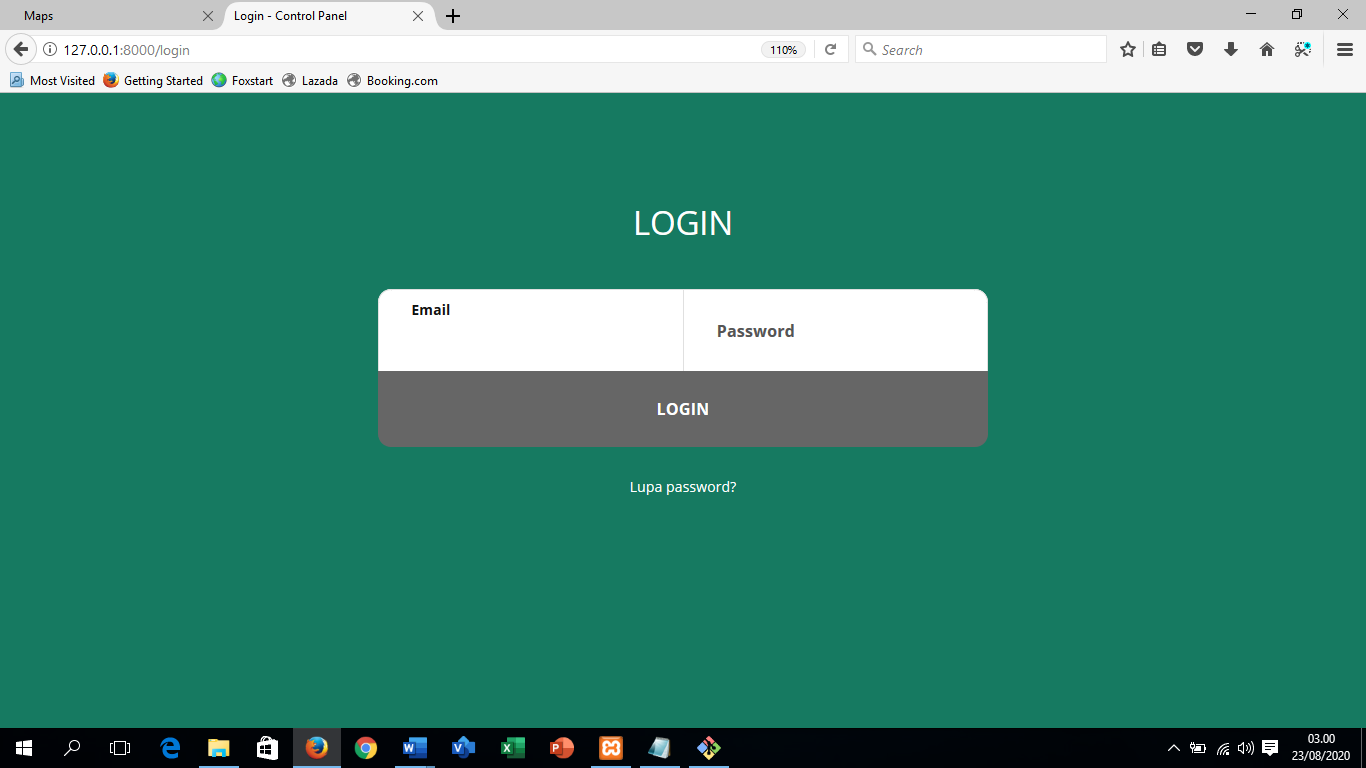 Maps
Login - Control Panel
127.0.0.1:8000/login
110%
Search
Most Visited
Getting Started
Foxstart
Lazada
Booking.com
LOGIN
Email
Password
LOGIN
Lupa password?
03.00
23/08/2020